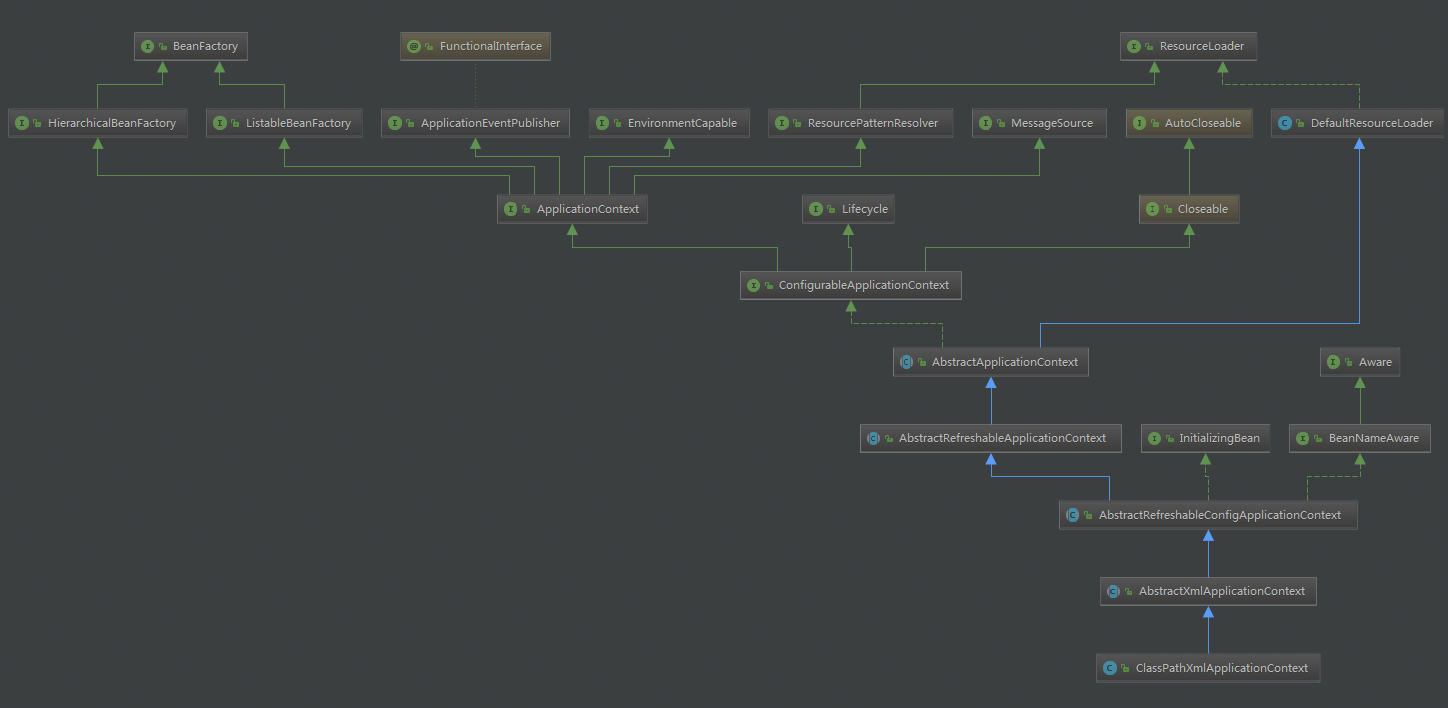 BeanFactory
FunctionalInterface
ResourceLoader
HierarchicalBeanFactory
ListableBeanFactory
ApplicationEventPublisher
EnvironmentCapable
ResourcePatternResolver
MessageSource
AutoCloseable
DefaultResourceLoader
ApplicationContext
Lifecycle
Closeable
ConfigurableApplicationContext
AbstractApplicationContext
Aware
AbstractRefreshableApplicationContext
InitializingBean
BeanNameAware
AbstractRefreshableConfigApplicationContext
AbstractXmlApplicationContext
ClassPathXmlApplicationContext